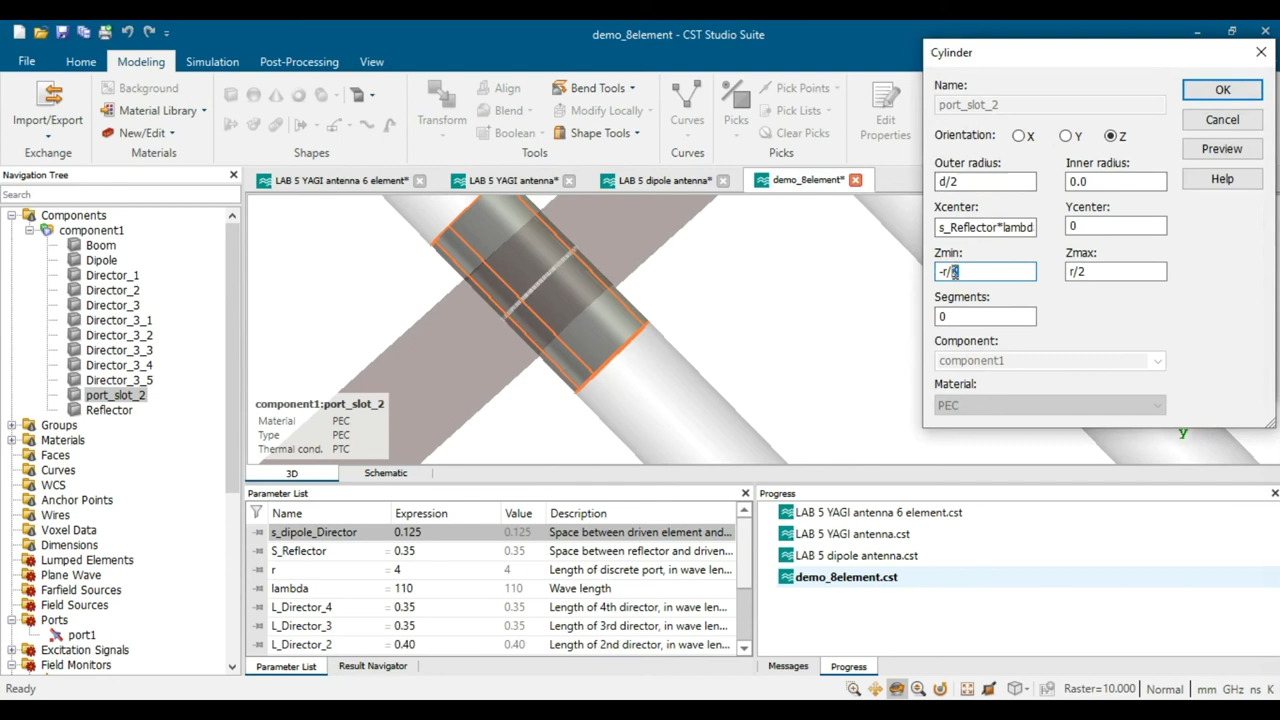 demo_8element - CST Studio Suite
File
Home
Modeling
Simulation
Post-Processing
View
Import/Export
Exchange
Background
Material Library
New/Edit
Materials
Shapes
Transform
Align
Blend
Boolean
Bend Tools
Modify Locally
Shape Tools
Tools
Curves
Curves
Picks
Pick Points
Pick Lists
Clear Picks
Picks
Edit
Properties
Navigation Tree
Search
Components
component1
Boom
Dipole
Director_1
Director_2
Director_3
Director_3_1
Director_3_2
Director_3_3
Director_3_4
Director_3_5
port_slot_2
Reflector
Groups
Materials
Faces
Curves
WCS
Anchor Points
Wires
Voxel Data
Dimensions
Lumped Elements
Plane Wave
Farfield Sources
Field Sources
Ports
port1
Excitation Signals
Field Monitors
LAB 5 YAGI antenna 6 element*
LAB 5 YAGI antenna*
LAB 5 dipole antenna*
demo_8element*
component1:port_slot_2
Material PEC
Type PEC
Thermal cond. PTC
y
3D
Schematic
Parameter List
Name Expression Value Description
s_dipole_Director 0.125 0.125 Space between driven element and...
S_Reflector = 0.35 0.35 Space between reflector and driven...
r = 4 4 Length of discrete port, in wave len...
lambda = 110 110 Wave length
L_Director_4 = 0.35 0.35 Length of 4th director, in wave len...
L_Director_3 = 0.35 0.35 Length of 3rd director, in wave len...
L_Director_2 = 0.40 0.40 Length of 2nd director, in wave len...
Parameter List
Result Navigator
Progress
LAB 5 YAGI antenna 6 element.cst
LAB 5 YAGI antenna.cst
LAB 5 dipole antenna.cst
demo_8element.cst
Messages
Progress
Cylinder
Name:
port_slot_2
Orientation: X Y Z
Outer radius: Inner radius:
d/2 0.0
Xcenter: Ycenter:
s_Reflector*lambd 0
Zmin: Zmax:
-r/ r/2
Segments:
0
Component:
component1
Material:
PEC
OK
Cancel
Preview
Help
Ready
Raster=10.000 Normal mm GHz ns K